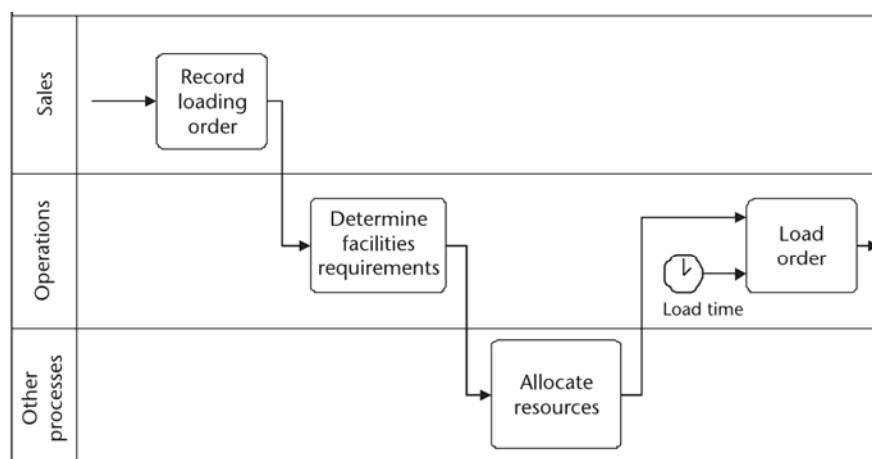 Sales
Record
loading
order
Operations
Determine
facilities
requirements
Load time
Load
order
Other
processes
Allocate
resources